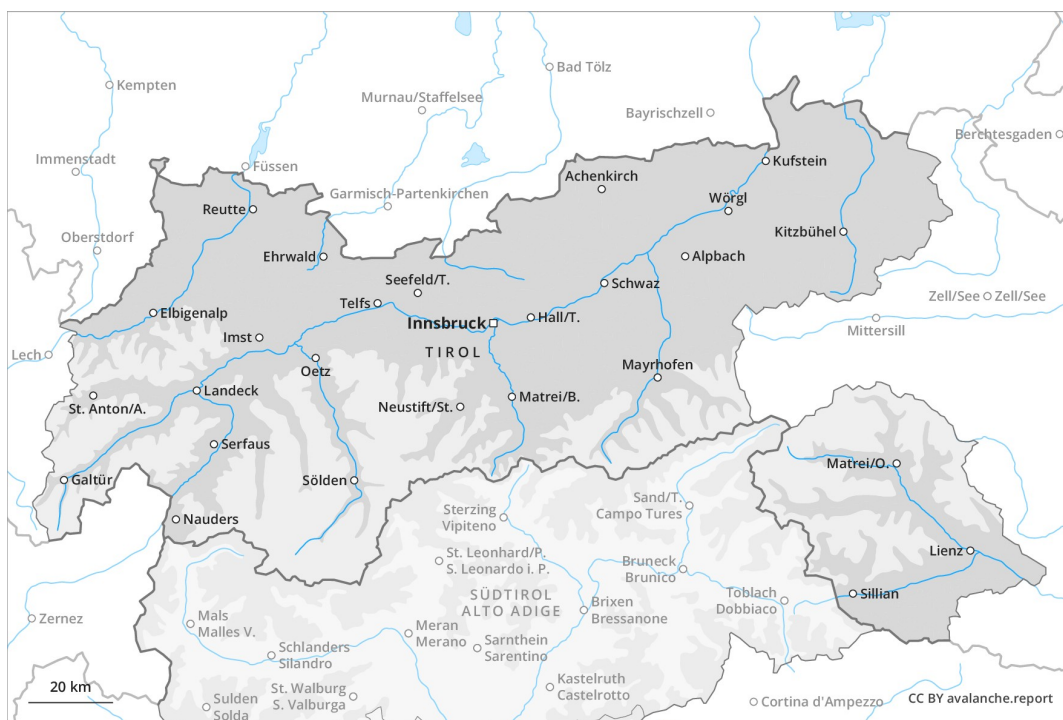 Kempten
Bad Tölz
Murnau/Staffelsee
Bayrischzell
Berchtesgaden
Immenstadt
Füssen
Kufstein
Achenkirch
Garmisch-Partenkirchen
Wörgl
Reutte
Kitzbühel
Oberstdorf
Ehrwald
Alpbach
Seefeld/T.
Schwaz
Telfs
Zell/See
Zell/See
Elbigenalp
Innsbruck
Hall/T.
Mittersill
Imst
TIROL
Lech
Oetz
Mayrhofen
Landeck
St. Anton/A.
Neustift/St.
Matrei/B.
Serfaus
Matrei/O.
Galtür
Sölden
Sand/T.
Campo Tures
Sterzing
Vipiteno
Nauders
Lienz
St. Leonhard/P.
S. Leonardo i. P.
Bruneck
Brunico
SÜDTIROL
ALTO ADIGE
Sillian
Toblach
Dobbiaco
Brixen
Bressanone
Zernez
Mals
Malles V.
Meran
Merano
Sarnthein
Sarentino
Schlanders
Silandro
20 km
St. Walburg
S. Valburga
Kastelruth
Castelrotto
Sulden
Solda
Cortina d'Ampezzo
CC BY avalanche.report